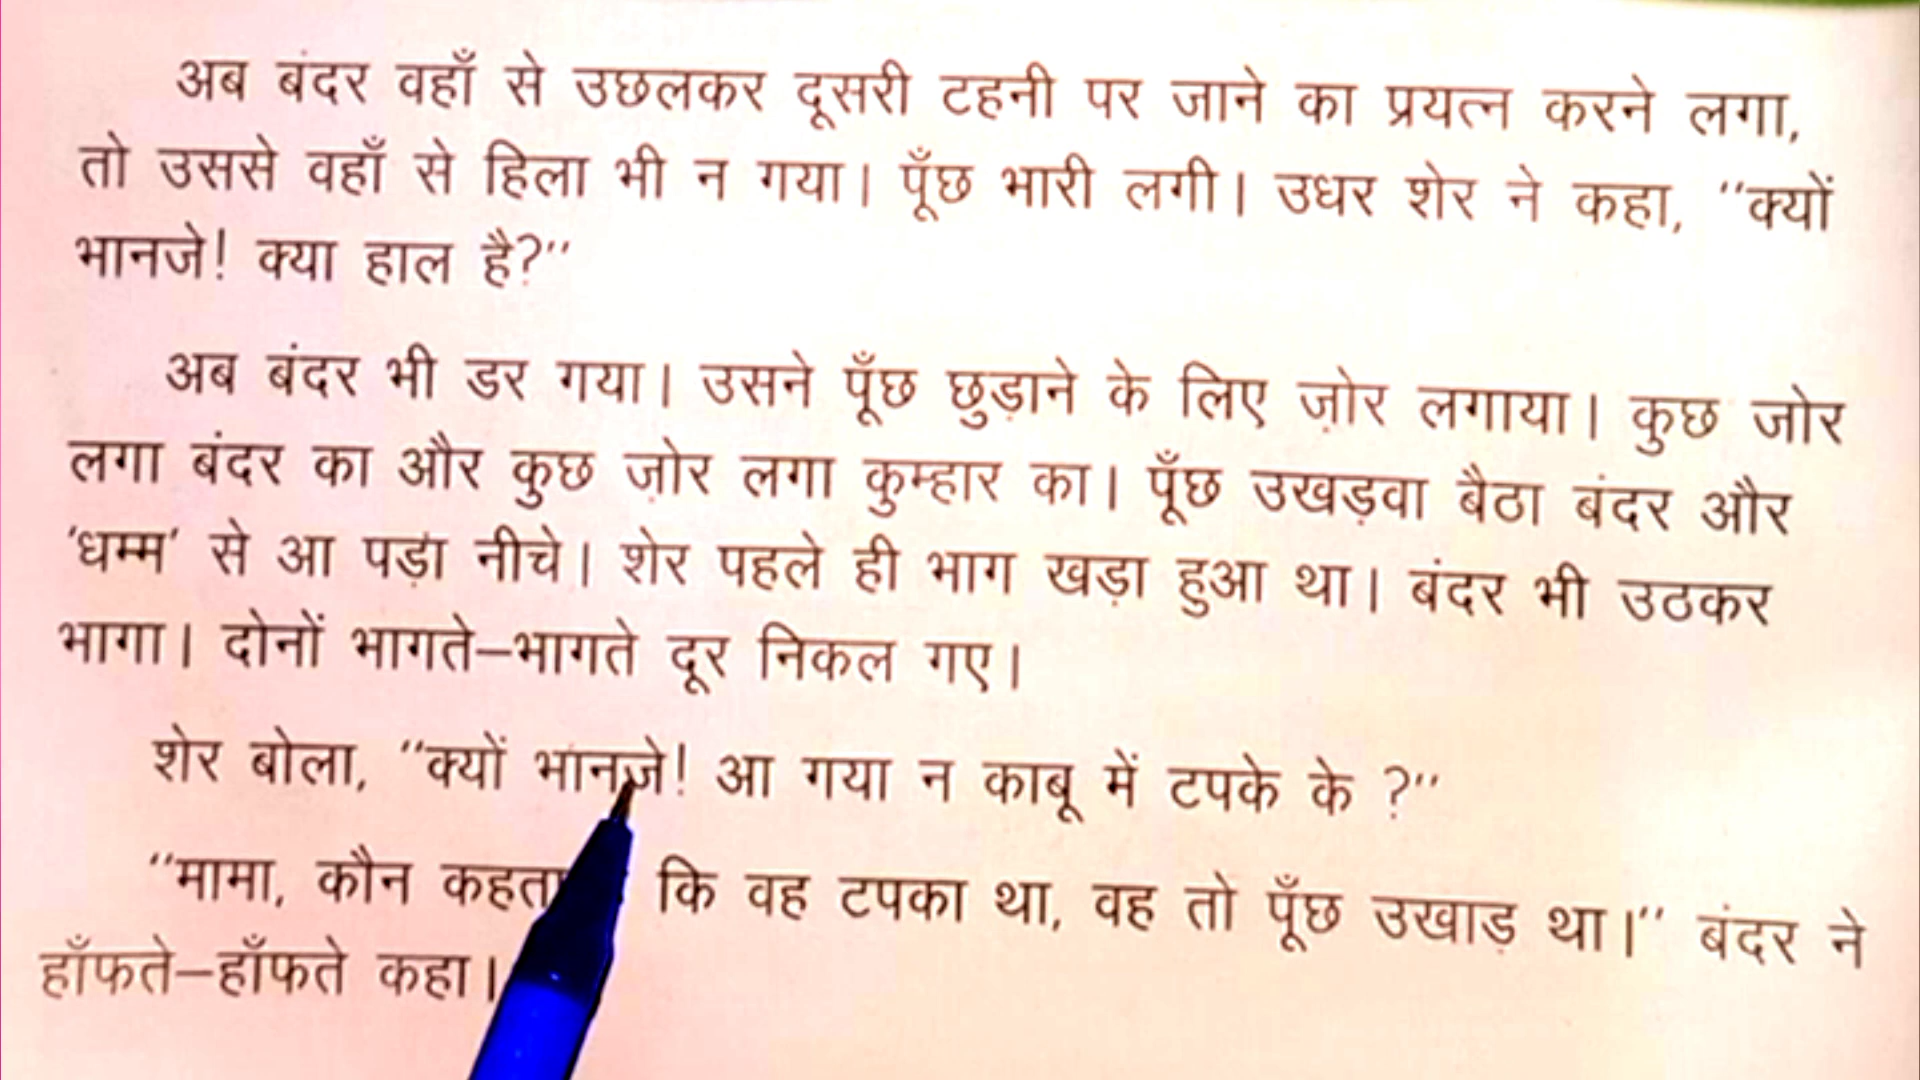 अब बंदर वहाँ से उछलकर दूसरी टहनी पर जाने का प्रयत्न करने लगा,
तो उससे वहाँ से हिला भी न गया। पूँछ भारी लगी। उधर शेर ने कहा, "क्यों
भानजे! क्या हाल है?"
अब बंदर भी डर गया। उसने पूँछ छुड़ाने के लिए ज़ोर लगाया। कुछ जोर
लगा बंदर का और कुछ ज़ोर लगा कुम्हार का। पूँछ उखड़वा बैठा बंदर और
'धम्म' से आ पड़ा नीचे। शेर पहले ही भाग खड़ा हुआ था। बंदर भी उठकर
भागा। दोनों भागते–भागते दूर निकल गए।
शेर बोला, "क्यों भानजे! आ गया न काबू में टपके के ?"
"मामा, कौन कहता कि वह टपका था, वह तो पूँछ उखाड़ था।" बंदर ने
हाँफते–हाँफते कहा।